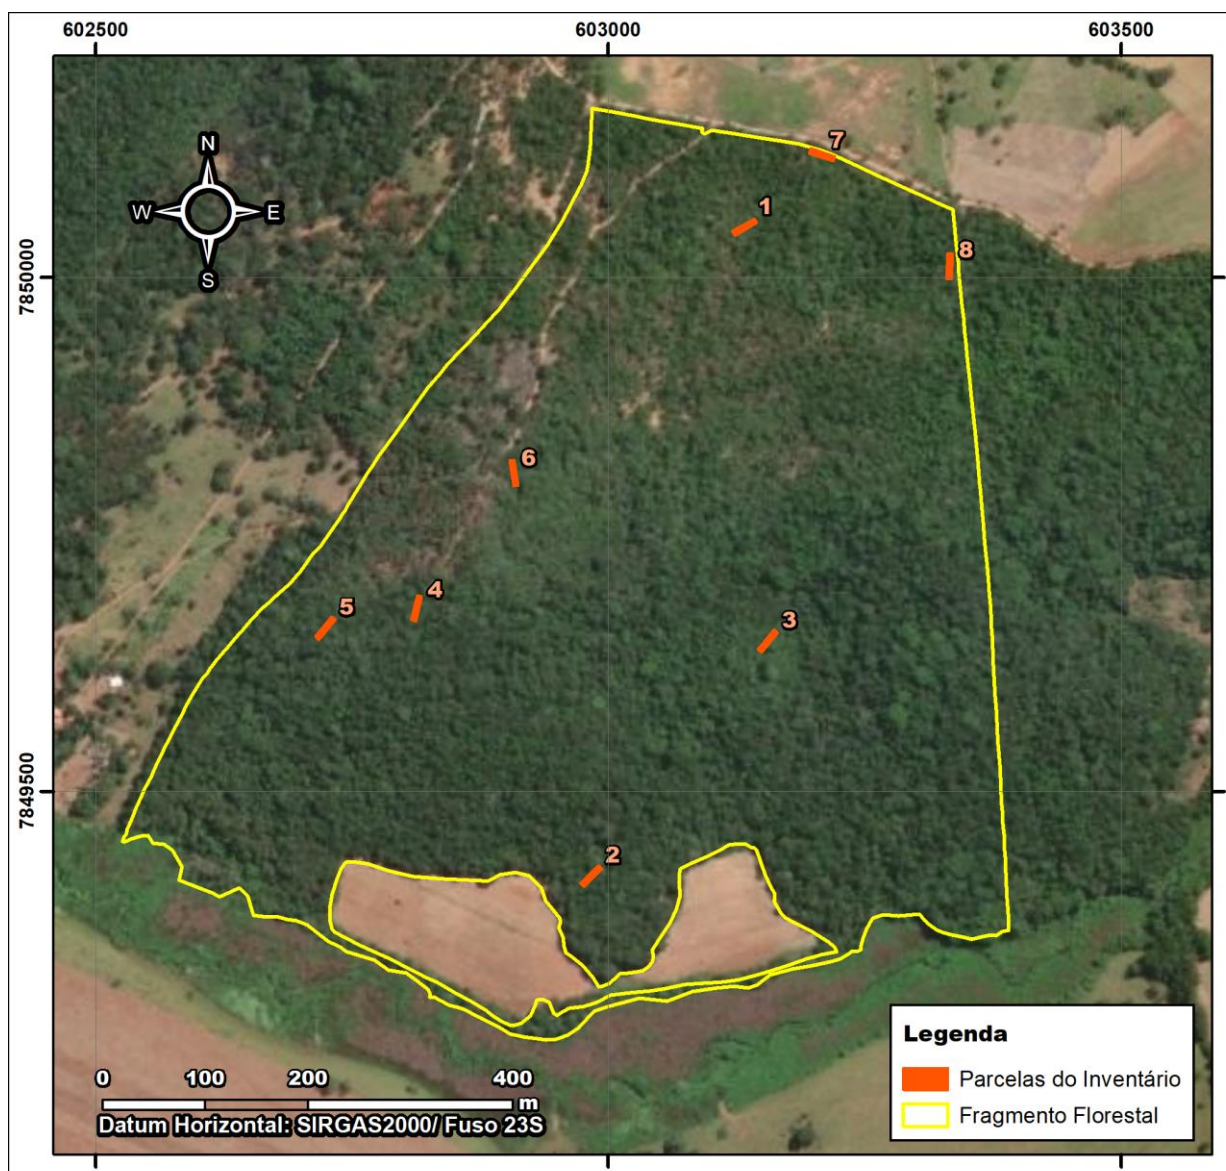 602500 603000 603500
7
N
1
W E
8
S
7850000
6
4
5
3
7849500
2
Legenda
Parcelas do Inventário
Fragmento Florestal
0 100 200 400
m
Datum Horizontal: SIRGAS2000/ Fuso 23S